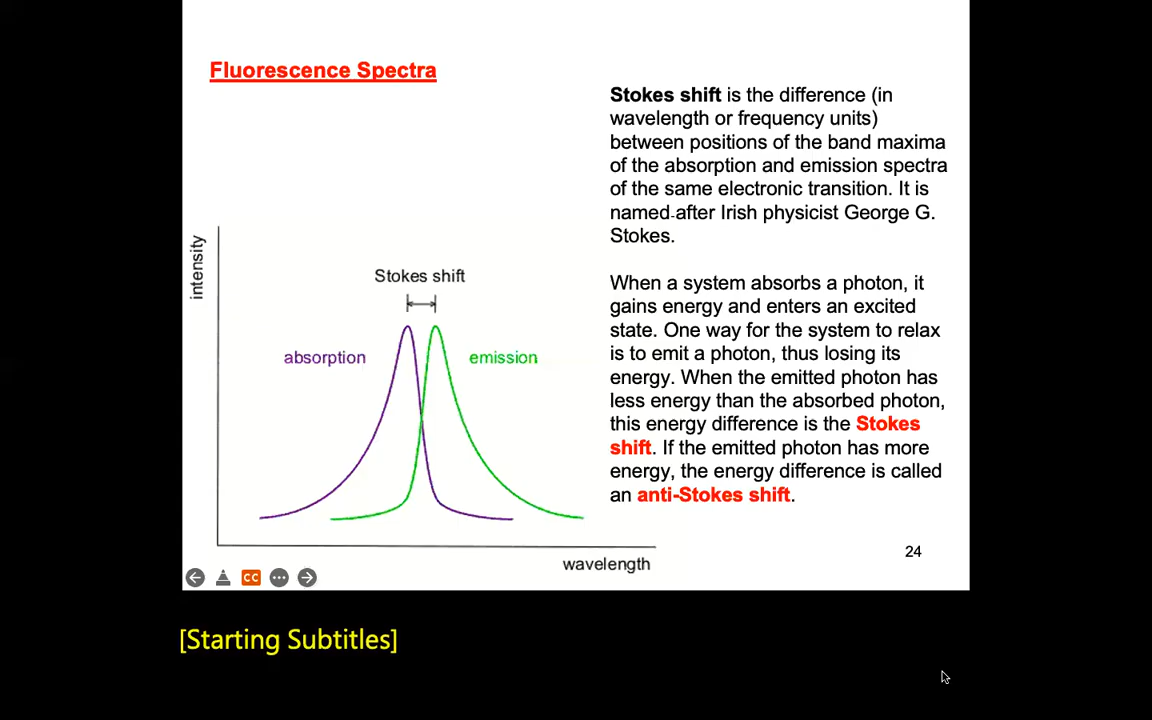 Fluorescence Spectra
Stokes shift is the difference (in
wavelength or frequency units)
between positions of the band maxima
of the absorption and emission spectra
of the same electronic transition. It is
named after Irish physicist George G.
Stokes.
When a system absorbs a photon, it
gains energy and enters an excited
state. One way for the system to relax
is to emit a photon, thus losing its
energy. When the emitted photon has
less energy than the absorbed photon,
this energy difference is the Stokes
shift. If the emitted photon has more
energy, the energy difference is called
an anti-Stokes shift.
intensity
Stokes shift
absorption
emission
wavelength
24
CC
[Starting Subtitles]